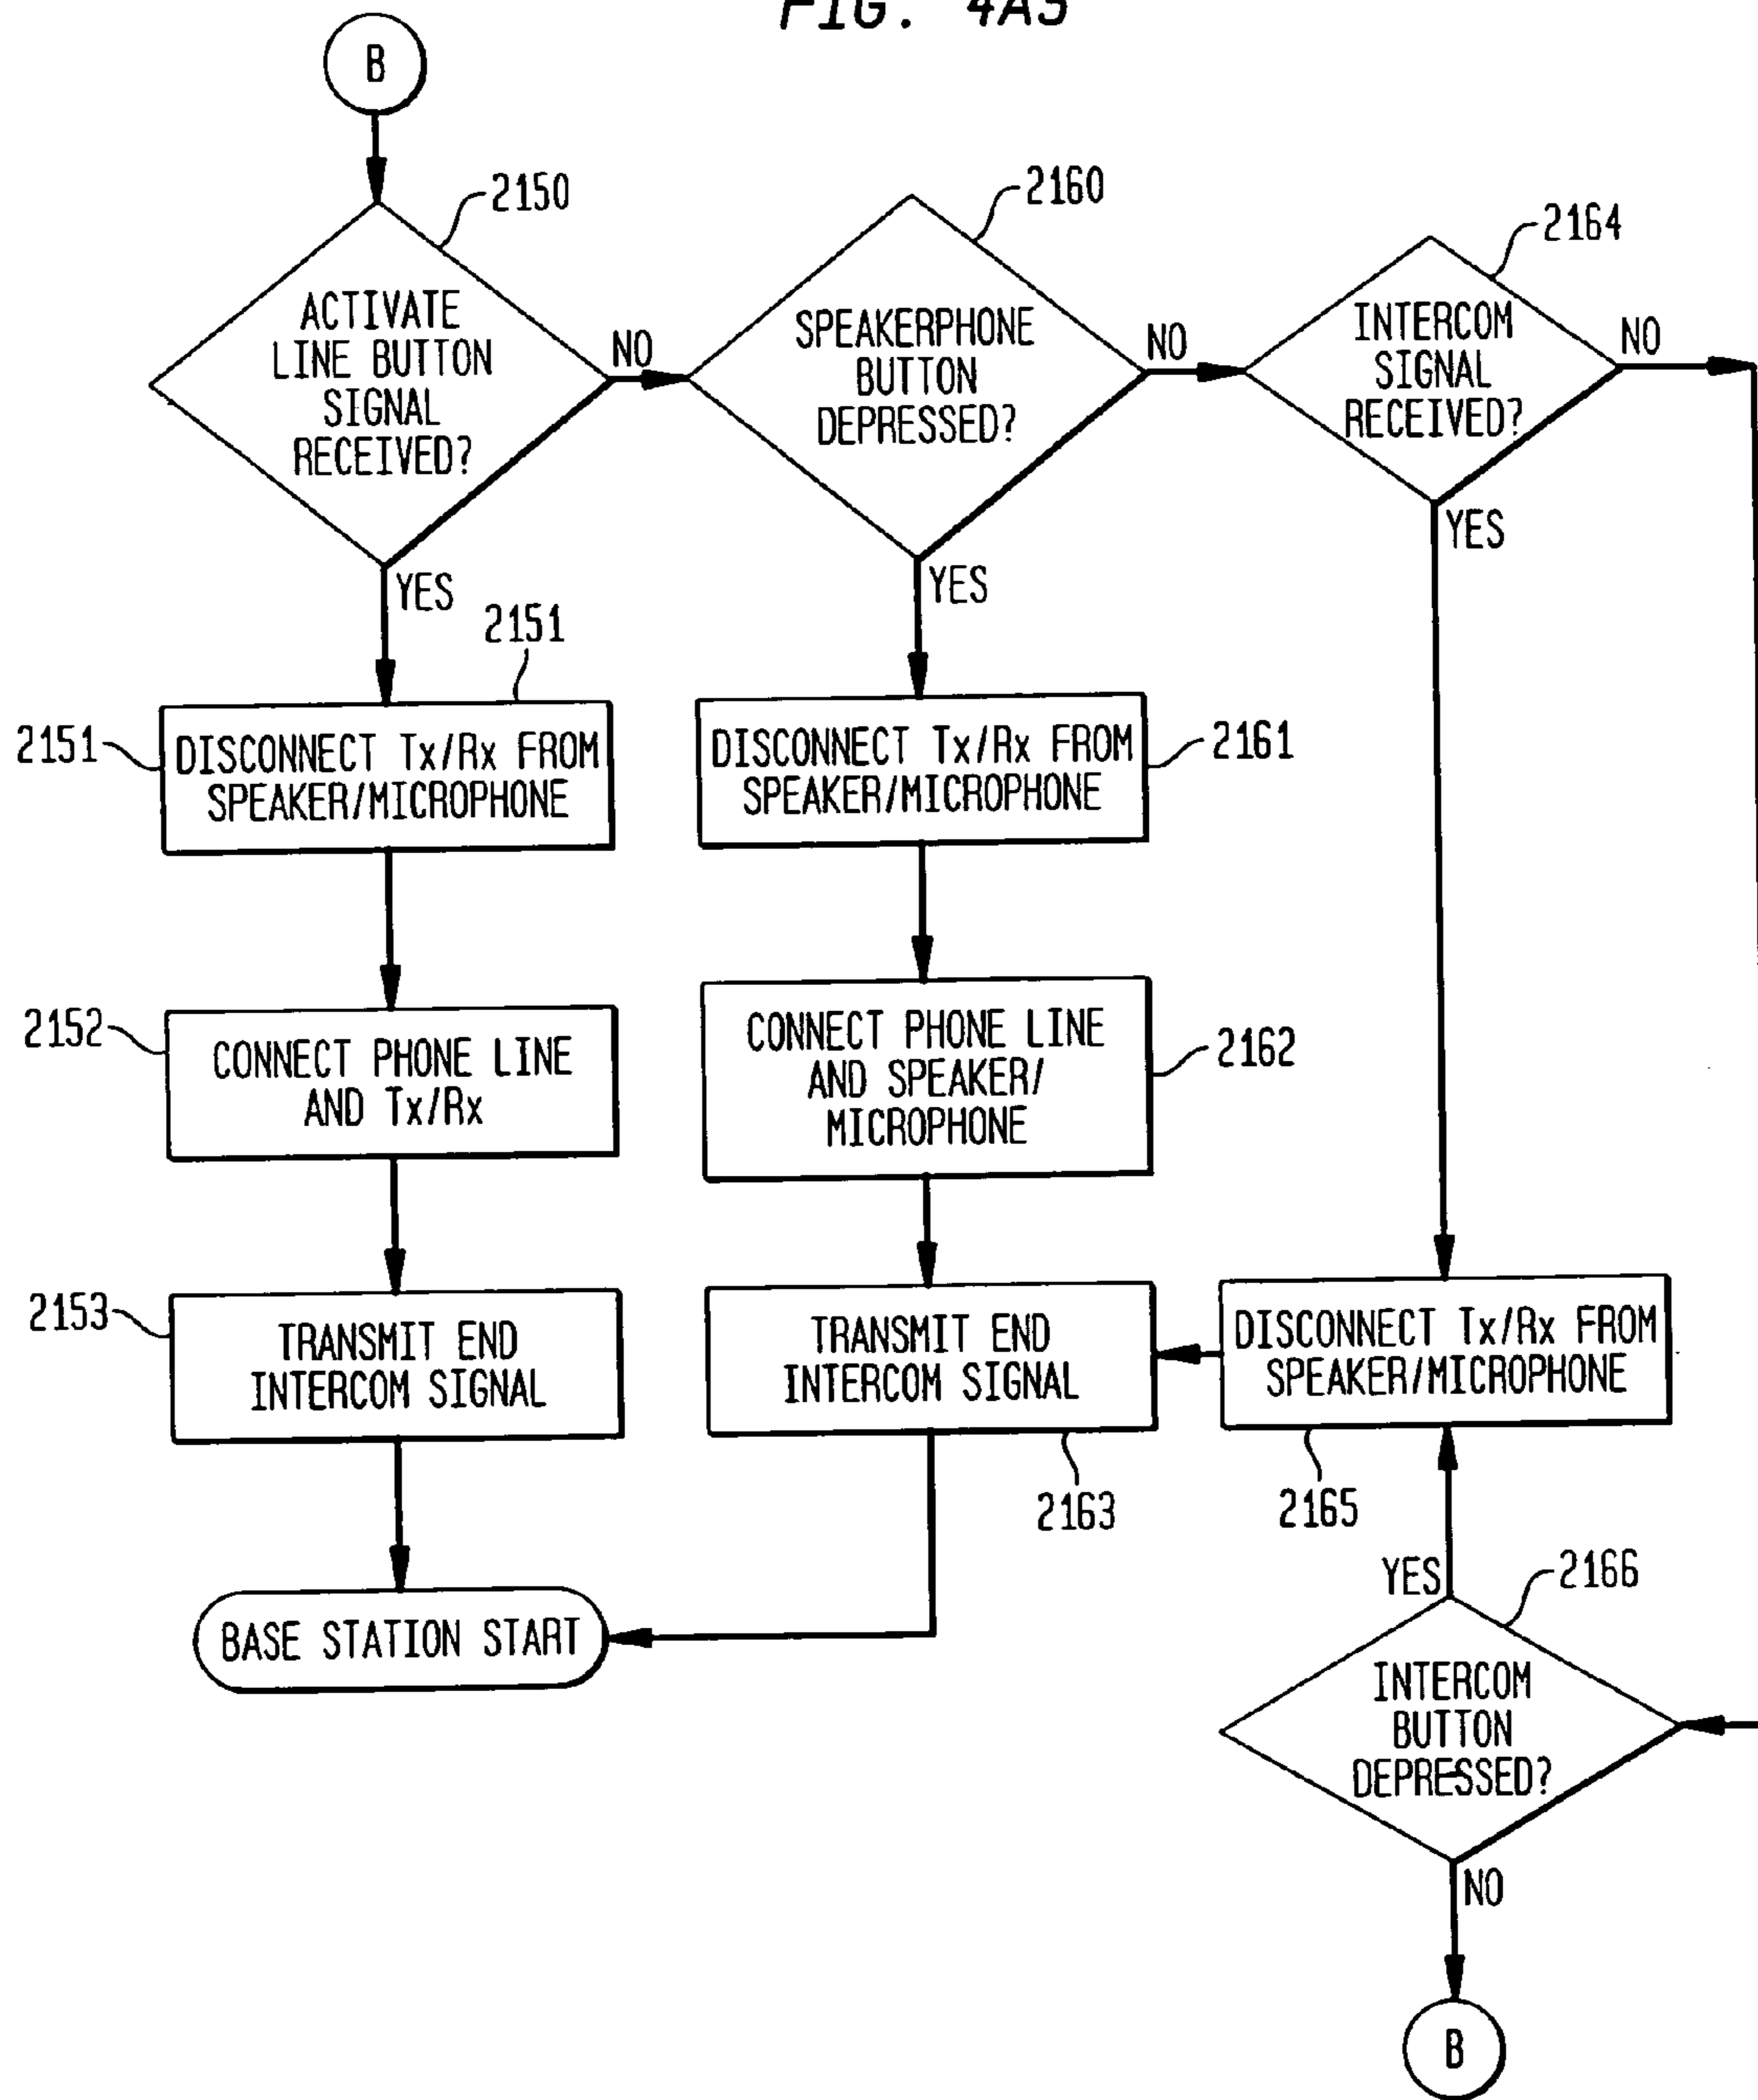 FIG. 4A3
B
2150
2160
2164
ACTIVATE
LINE BUTTON
SIGNAL
RECEIVED?
NO
SPEAKERPHONE
BUTTON
DEPRESSED?
NO
INTERCOM
SIGNAL
RECEIVED?
NO
YES
YES
YES
2151
2151
DISCONNECT Tx/Rx FROM
SPEAKER/MICROPHONE
DISCONNECT Tx/Rx FROM
SPEAKER/MICROPHONE
2161
2152
CONNECT PHONE LINE
AND Tx/Rx
CONNECT PHONE LINE
AND SPEAKER/
MICROPHONE
2162
2153
TRANSMIT END
INTERCOM SIGNAL
TRANSMIT END
INTERCOM SIGNAL
DISCONNECT Tx/Rx FROM
SPEAKER/MICROPHONE
2163
2165
YES
2166
BASE STATION START
INTERCOM
BUTTON
DEPRESSED?
NO
B